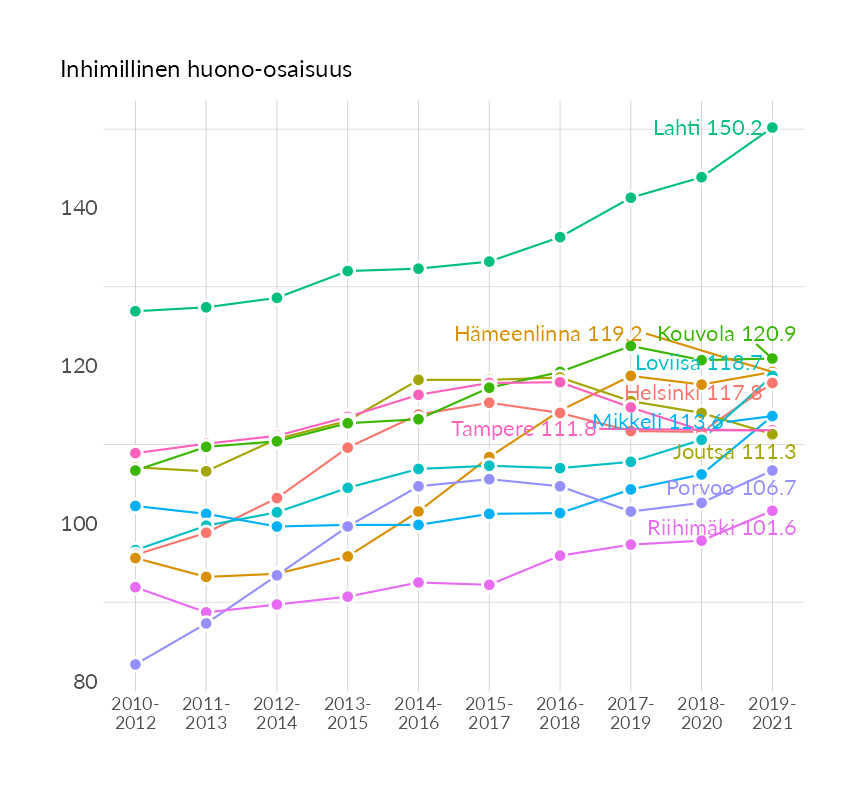 Inhimillinen huono-osaisuus
Lahti 150.2
140
Hämeenlinna 119.2
Kouvola 120.9
120
Loviisa 118.7
Helsinki 117.8
Mikkeli 113.6
Tampere 111.8
Joutsa 111.3
Porvoo 106.7
100
Riihimäki 101.6
80
2010-
2012
2011-
2013
2012-
2014
2013-
2015
2014-
2016
2015-
2017
2016-
2018
2017-
2019
2018-
2020
2019-
2021